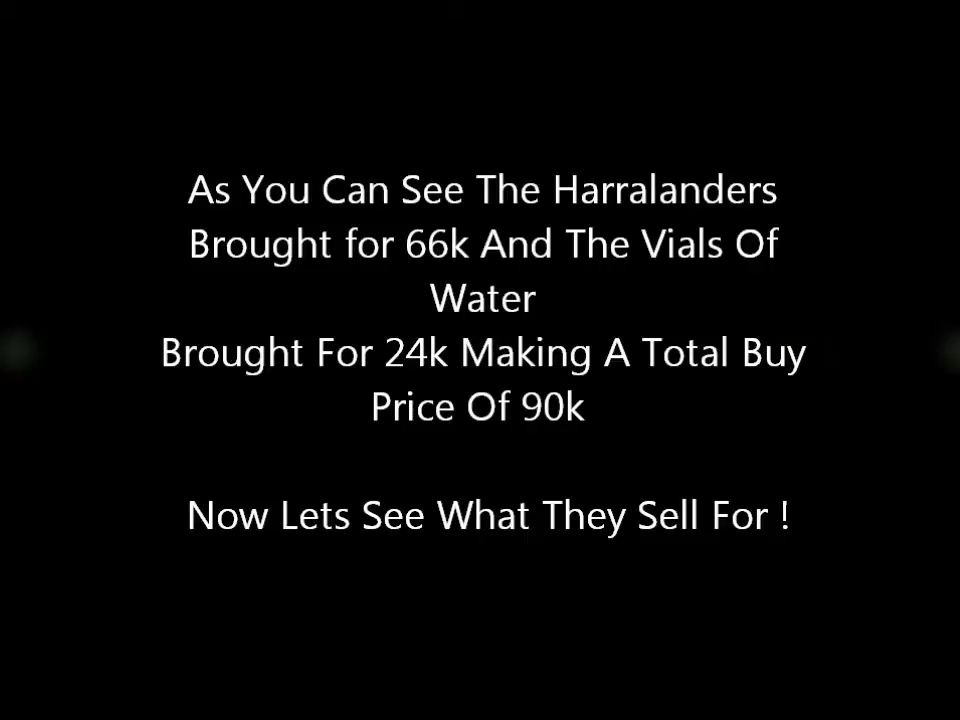 As You Can See The Harralanders
Brought for 66k And The Vials Of
Water
Brought For 24k Making A Total Buy
Price Of 90k
Now Lets See What They Sell For !